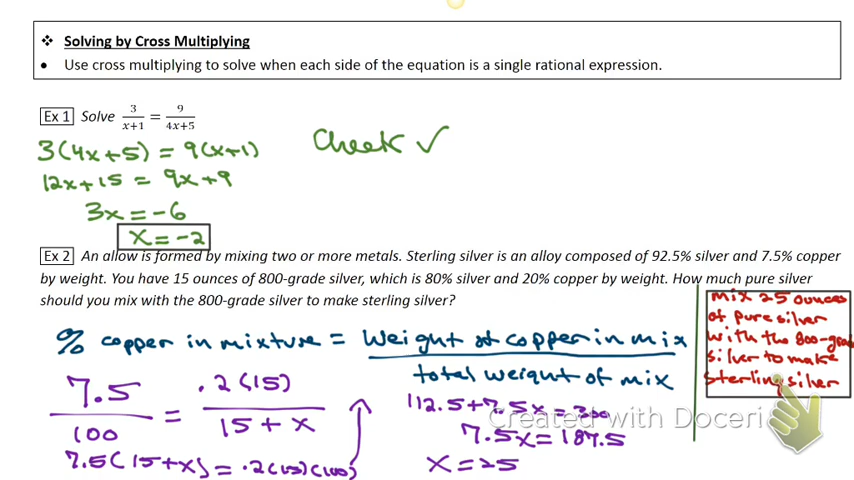 ❖ Solving by Cross Multiplying
• Use cross multiplying to solve when each side of the equation is a single rational expression.
Ex 1 Solve 3/(x+1) = 9/(4x+5)
3(4x+5) = 9(x+1)
Check ✓
12x+15 = 9x+9
3x = -6
x = -2
Ex 2 An allow is formed by mixing two or more metals. Sterling silver is an alloy composed of 92.5% silver and 7.5% copper
by weight. You have 15 ounces of 800-grade silver, which is 80% silver and 20% copper by weight. How much pure silver
should you mix with the 800-grade silver to make sterling silver?
% copper in mixture = Weight of copper in mix / total weight of mix
7.5/100 = .2(15)/(15+x)
7.5(15+x) = .2(15)(100)
112.5+7.5x = 300
7.5x = 187.5
x = 25
Mix 25 ounces
of pure silver
with the 800-grade
silver to make
sterling silver
Created with Doceri